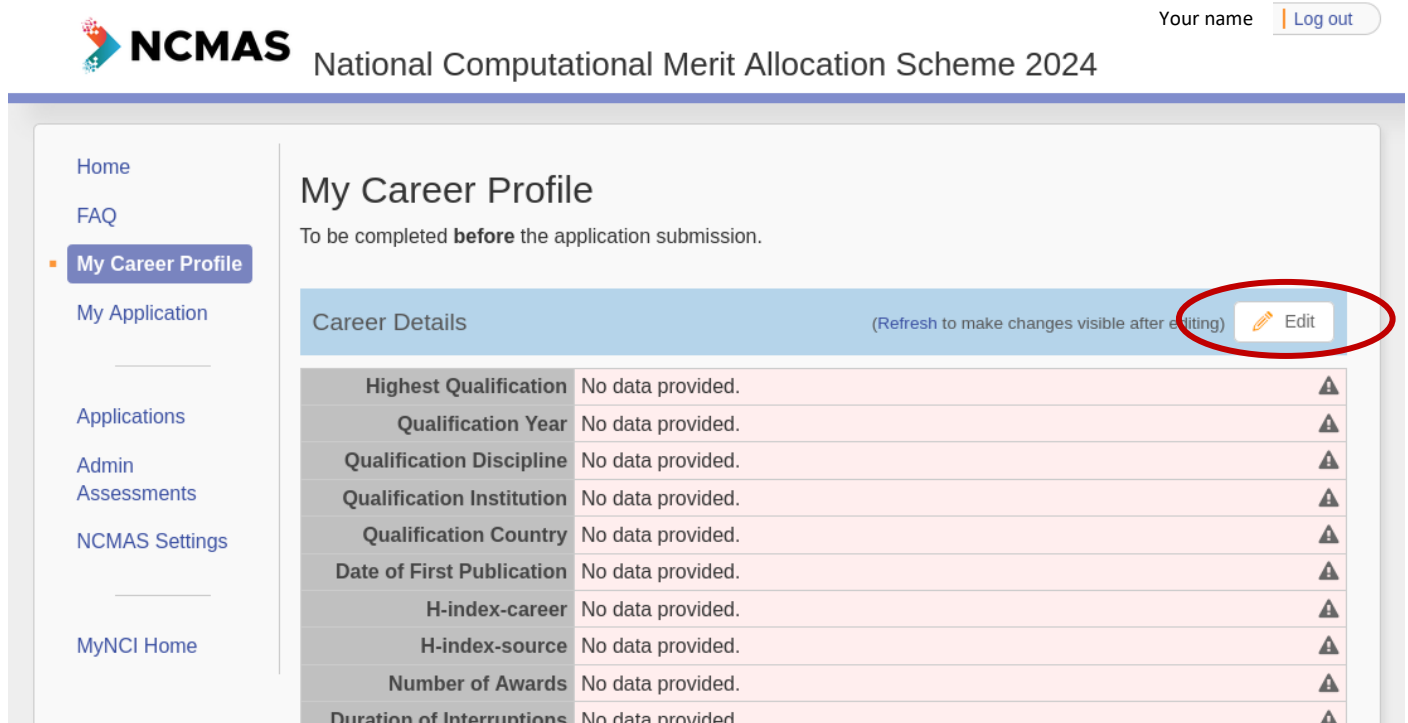 Your name
Log out
NCMAS
National Computational Merit Allocation Scheme 2024
Home
FAQ
My Career Profile
My Application
Applications
Admin
Assessments
NCMAS Settings
MyNCI Home
My Career Profile
To be completed before the application submission.
Career Details
(Refresh to make changes visible after editing)
Edit
Highest Qualification No data provided.
Qualification Year No data provided.
Qualification Discipline No data provided.
Qualification Institution No data provided.
Qualification Country No data provided.
Date of First Publication No data provided.
H-index-career No data provided.
H-index-source No data provided.
Number of Awards No data provided.
Duration of Interruptions No data provided.